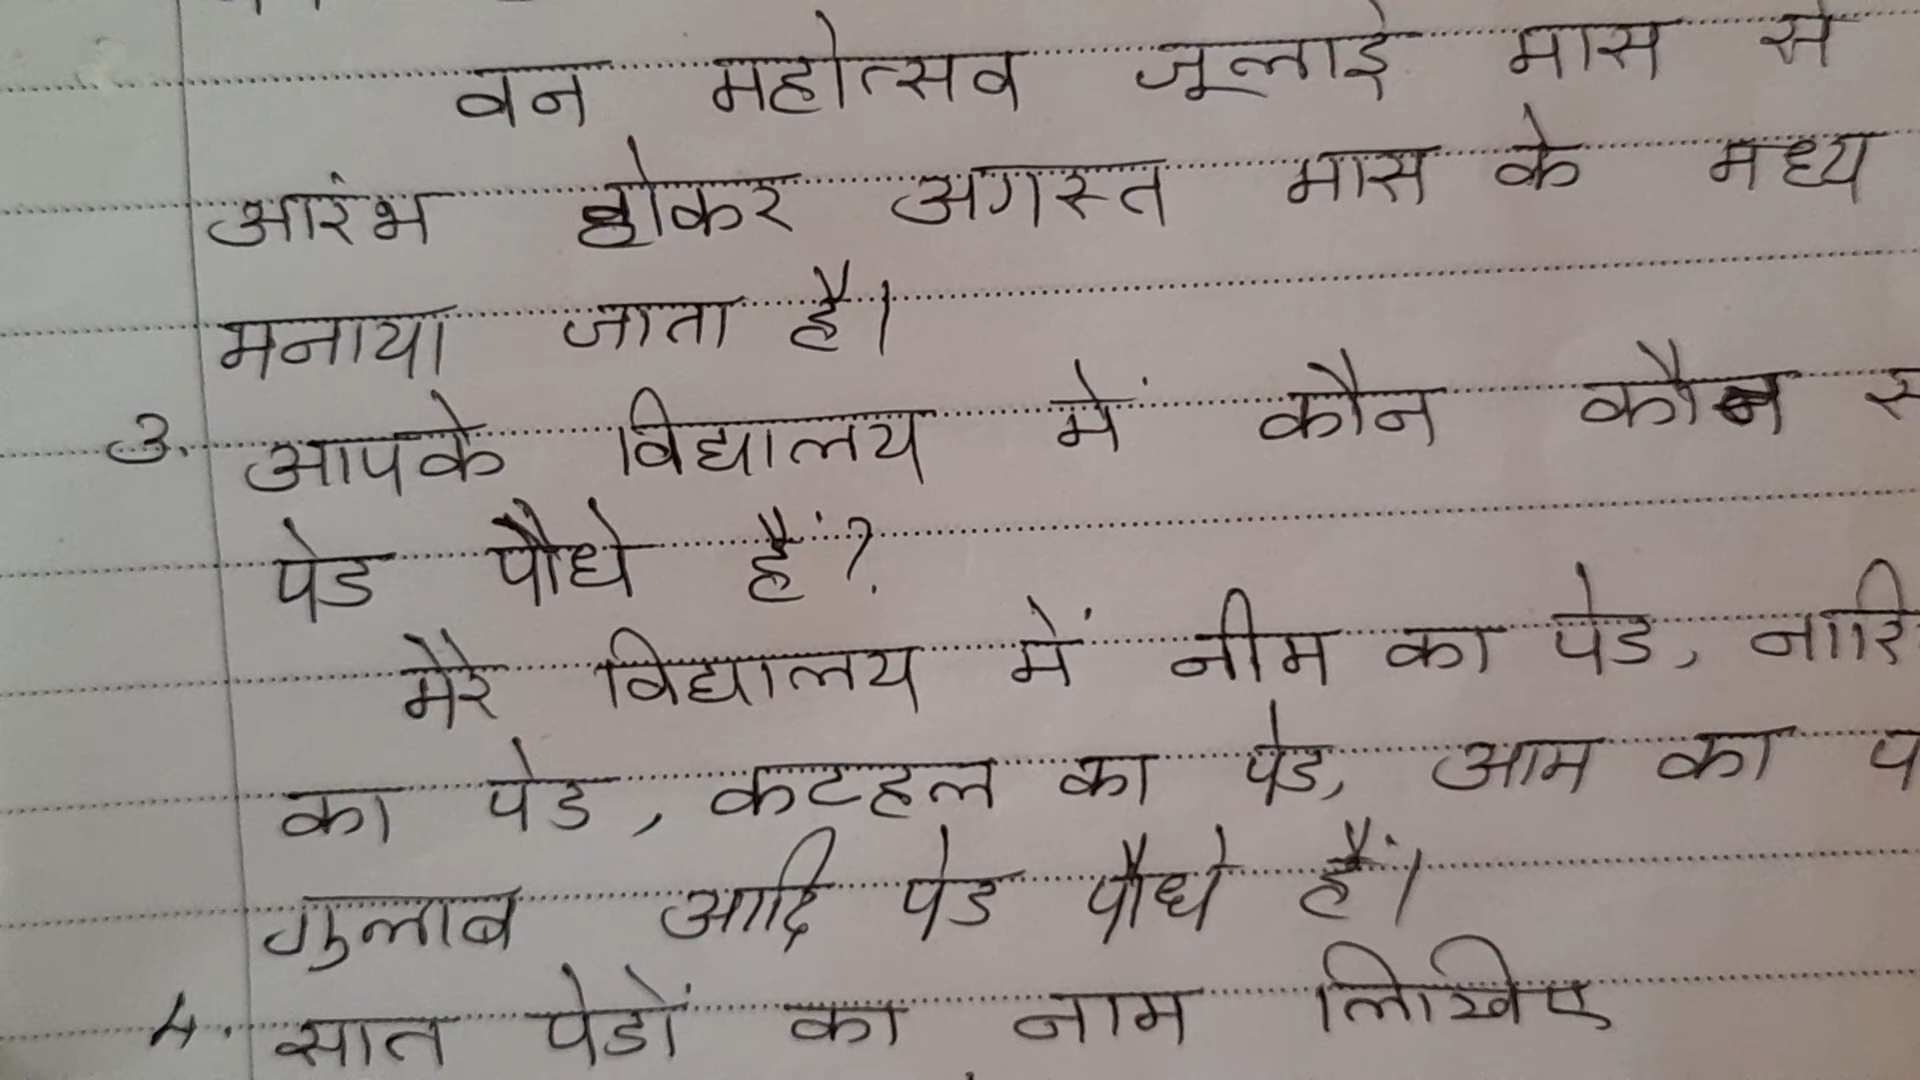 वन महोत्सव जूलाई मास से
आरंभ होकर अगस्त मास के मध्य
मनाया जाता है।
3. आपके विद्यालय में कौन कौन
पेड पौधे हैं?
मेरे विद्यालय में नीम का पेड, नारि
का पेड, कटहल का पेड, आम का
गुलाब आदि पेड पौधे हैं।
4. सात पेडों का नाम लिखिए